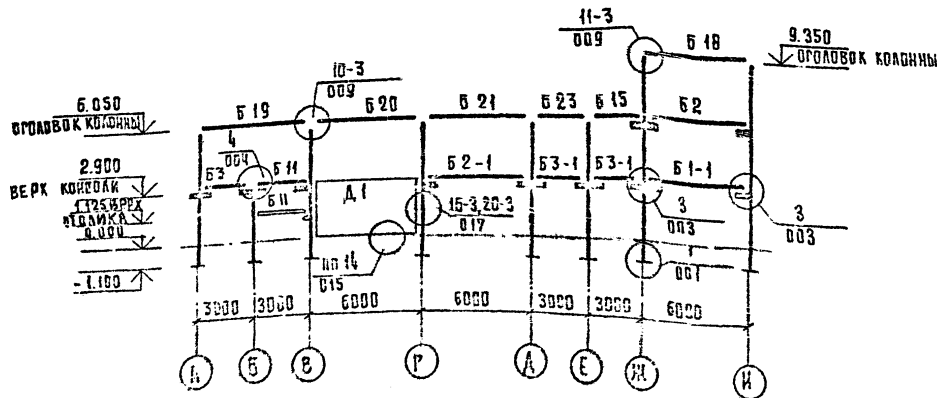 11-3
009
Б 18
9.350
ОГОЛОВОК КОЛОННЫ
10-3
009
6.050
ОГОЛОВОК КОЛОННЫ
Б 19
Б 20
Б 21
Б 23
Б 15
Б 2
4
004
2.900
ВЕРХ КОНСОЛИ
Б3
Б 11
Б 2-1
Б3-1
Б3-1
Б 1-1
Б 11
Д 1
0.000
-1.100
15-3, 20-3
017
3
003
3
003
1
001
ПП 14
015
3000
3000
6000
6000
3000
3000
6000
А
Б
В
Г
Д
Е
Ж
И